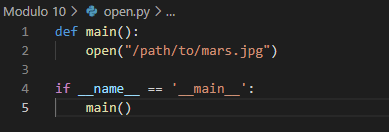 Modulo 10 > open.py > ...
1 def main():
2     open("/path/to/mars.jpg")
3
4 if __name__ == '__main__':
5     main()